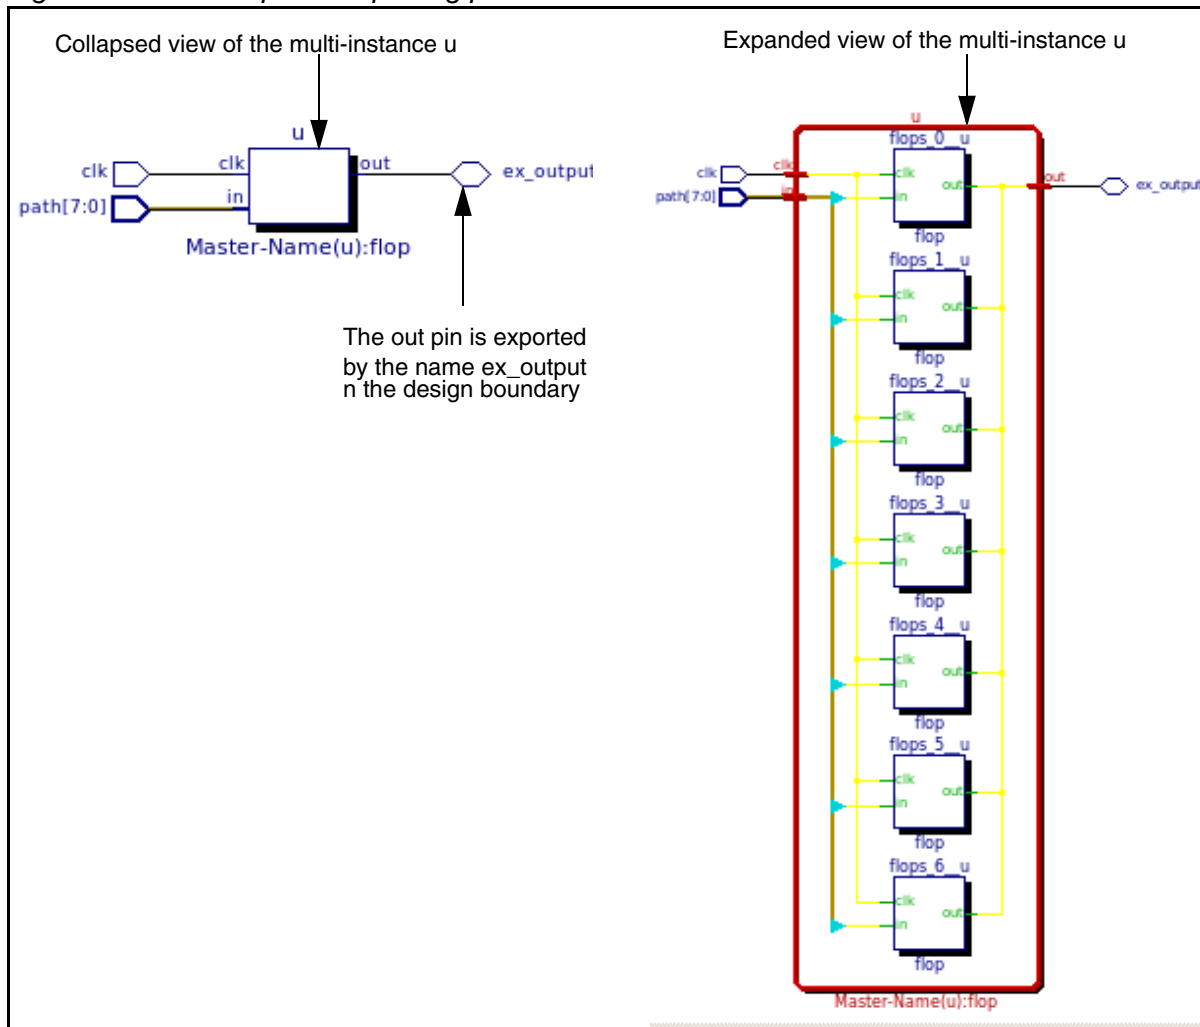 Collapsed view of the multi-instance u
u
clk
clk
out
ex_output
path[7:0]
in
Master-Name(u):flop
The out pin is exported
by the name ex_output
n the design boundary
Expanded view of the multi-instance u
u
flops_0__u
clk
clk
clk
out
out
ex_output
path[7:0]
in
in
flop
flops_1__u
clk
in
out
flop
flops_2__u
clk
in
out
flop
flops_3__u
clk
in
out
flop
flops_4__u
clk
in
out
flop
flops_5__u
clk
in
out
flop
flops_6__u
clk
in
out
flop
Master-Name(u):flop